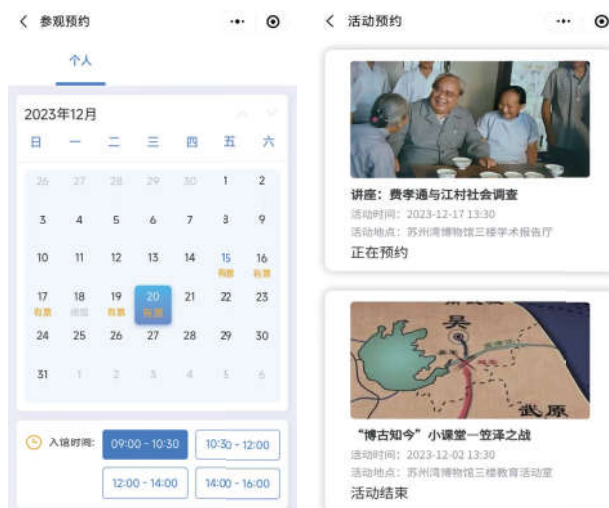 参观预约
个人
2023年12月
日 一 二 三 四 五 六
26 27 28 29 30 1 2
3 4 5 6 7 8 9
10 11 12 13 14 15 16
有票 有票
17 18 19 20 21 22 23
有票 闭馆 有票 有票
24 25 26 27 28 29 30
31 1 2 3 4 5 6
入馆时间: 09:00 - 10:30 10:30 - 12:00
12:00 - 14:00 14:00 - 16:00
活动预约
讲座：费孝通与江村社会调查
活动时间：2023-12-17 13:30
活动地点：苏州湾博物馆三楼学术报告厅
正在预约
吴
武原
“博古知今”小课堂—笠泽之战
活动时间：2023-12-02 13:30
活动地点：苏州湾博物馆三楼教育活动室
活动结束